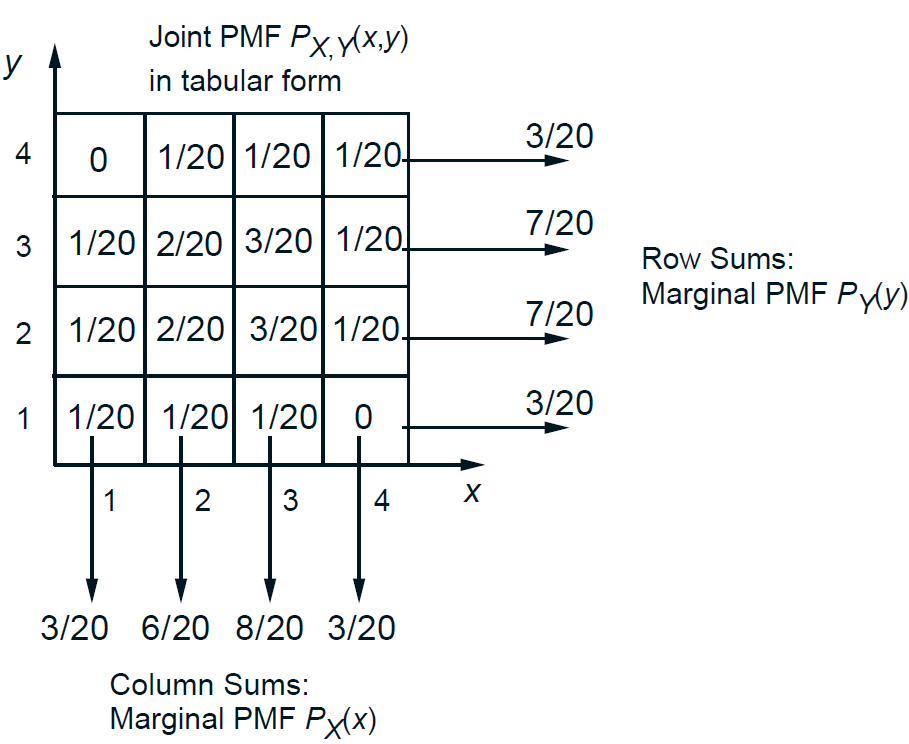 Joint PMF P_{X,Y}(x,y)
in tabular form
y
4 0 1/20 1/20 1/20 3/20
3 1/20 2/20 3/20 1/20 7/20
2 1/20 2/20 3/20 1/20 7/20
1 1/20 1/20 1/20 0 3/20
Row Sums:
Marginal PMF P_Y(y)
1 2 3 4 x
3/20 6/20 8/20 3/20
Column Sums:
Marginal PMF P_X(x)